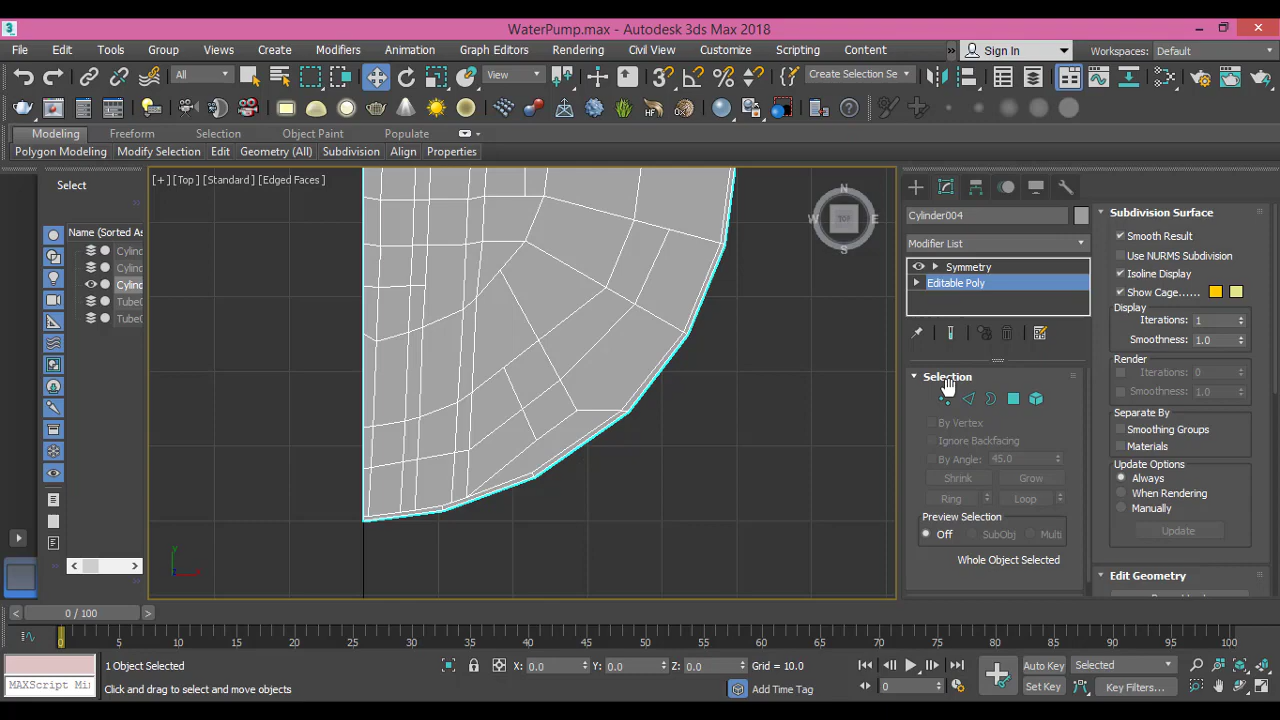 WaterPump.max - Autodesk 3ds Max 2018
File Edit Tools Group Views Create Modifiers Animation Graph Editors Rendering Civil View Customize Scripting Content » Sign In Workspaces: Default
All View Create Selection Se
Modeling Freeform Selection Object Paint Populate
Polygon Modeling Modify Selection Edit Geometry (All) Subdivision Align Properties
Select
Name (Sorted As
Cylind
Cylind
Cylind
Tube0
Tube0
[+] [Top] [Standard] [Edged Faces]
N
W TOP E
S
y
Cylinder004
Modifier List
Symmetry
Editable Poly
Selection
By Vertex
Ignore Backfacing
By Angle: 45.0
Shrink Grow
Ring Loop
Preview Selection
Off SubObj Multi
Whole Object Selected
Subdivision Surface
Smooth Result
Use NURMS Subdivision
Isoline Display
Show Cage......
Display
Iterations: 1
Smoothness: 1.0
Render
Iterations: 0
Smoothness: 1.0
Separate By
Smoothing Groups
Materials
Update Options
Always
When Rendering
Manually
Update
Edit Geometry
< 0 / 100 >
0 5 10 15 20 25 30 35 40 45 50 55 60 65 70 75 80 85 90 95 100
1 Object Selected X: 0.0 Y: 0.0 Z: 0.0 Grid = 10.0 Auto Key Selected
MAXScript Mi Click and drag to select and move objects Add Time Tag 0 Set Key Key Filters...